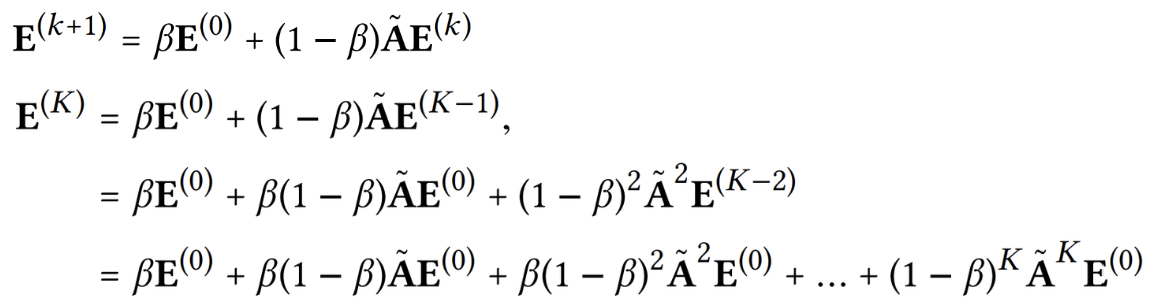 𝐄^(k+1) = β𝐄^(0) + (1 − β)Ã𝐄^(k)
𝐄^(K) = β𝐄^(0) + (1 − β)Ã𝐄^(K−1),
= β𝐄^(0) + β(1 − β)Ã𝐄^(0) + (1 − β)^2 Ã^2 𝐄^(K−2)
= β𝐄^(0) + β(1 − β)Ã𝐄^(0) + β(1 − β)^2 Ã^2 𝐄^(0) + ... + (1 − β)^K Ã^K 𝐄^(0)